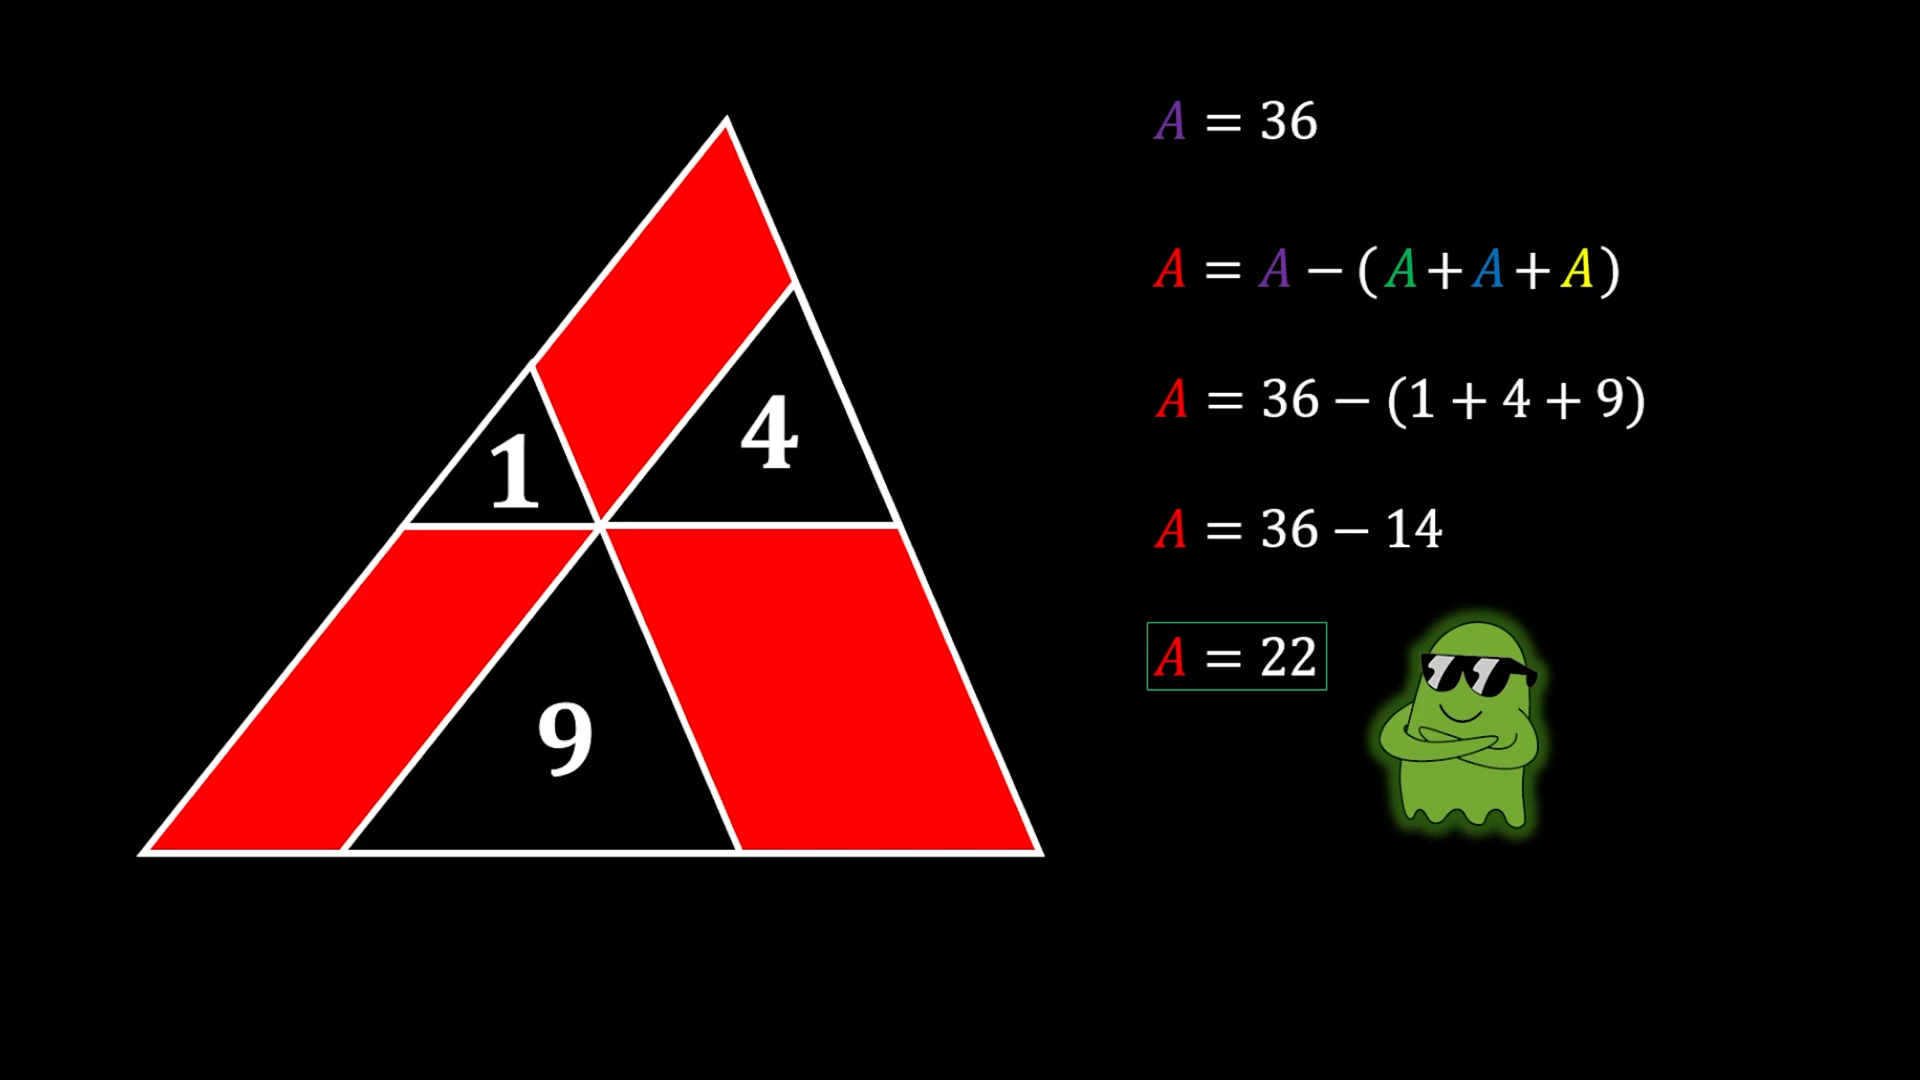 1
4
9
A = 36
A = A − (A+A+A)
A = 36 − (1 + 4 + 9)
A = 36 − 14
A = 22